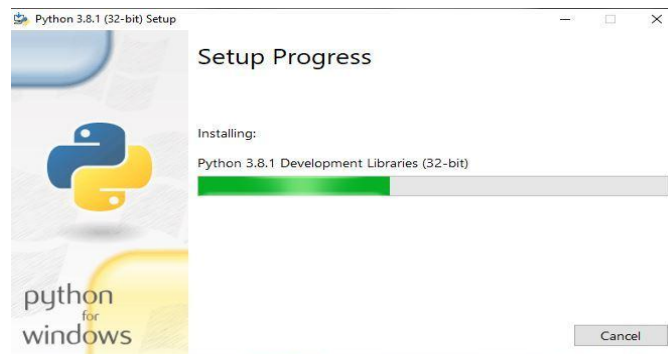 Python 3.8.1 (32-bit) Setup
Setup Progress
Installing:
Python 3.8.1 Development Libraries (32-bit)
python
for
windows
Cancel